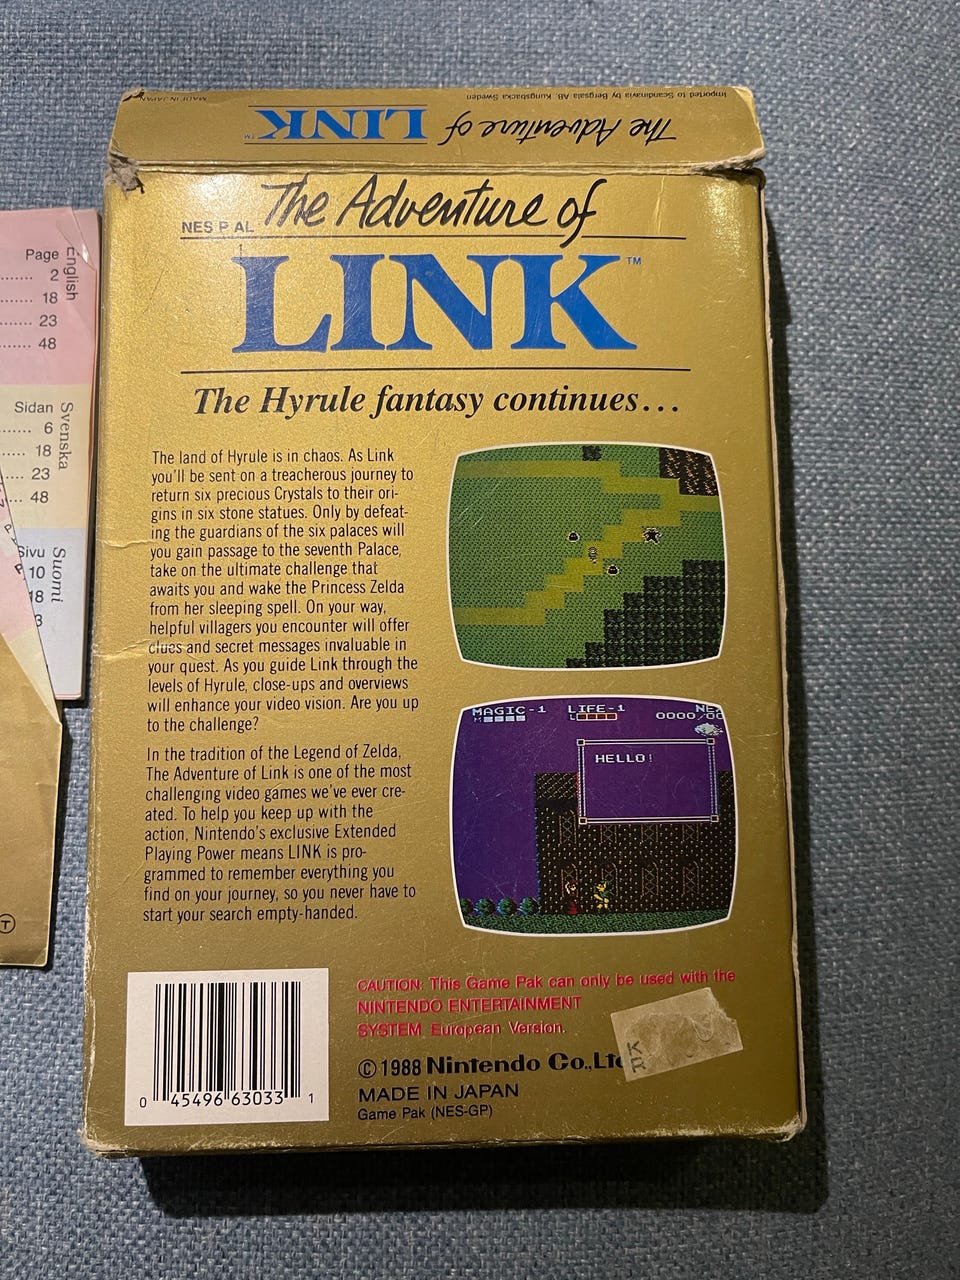 Imported to Scandinavia by Bergsala AB, Kungsbacka Sweden
MADE IN JAPAN
The Adventure of LINK™
NES P AL
The Adventure of
LINK™
The Hyrule fantasy continues...
The land of Hyrule is in chaos. As Link
you'll be sent on a treacherous journey to
return six precious Crystals to their ori-
gins in six stone statues. Only by defeat-
ing the guardians of the six palaces will
you gain passage to the seventh Palace,
take on the ultimate challenge that
awaits you and wake the Princess Zelda
from her sleeping spell. On your way,
helpful villagers you encounter will offer
clues and secret messages invaluable in
your quest. As you guide Link through the
levels of Hyrule, close-ups and overviews
will enhance your video vision. Are you up
to the challenge?
In the tradition of the Legend of Zelda,
The Adventure of Link is one of the most
challenging video games we've ever cre-
ated. To help you keep up with the
action, Nintendo's exclusive Extended
Playing Power means LINK is pro-
grammed to remember everything you
find on your journey, so you never have to
start your search empty-handed.
MAGIC-1 LIFE-1 NE
0000/00
HELLO!
CAUTION: This Game Pak can only be used with the
NINTENDO ENTERTAINMENT
SYSTEM European Version.
© 1988 Nintendo Co., Lt
MADE IN JAPAN
Game Pak (NES-GP)
KR
0 45496 63033 1
English
Page
2
18
23
48
Svenska
Sidan
6
18
23
48
Suomi
Sivu
10
18
3
T